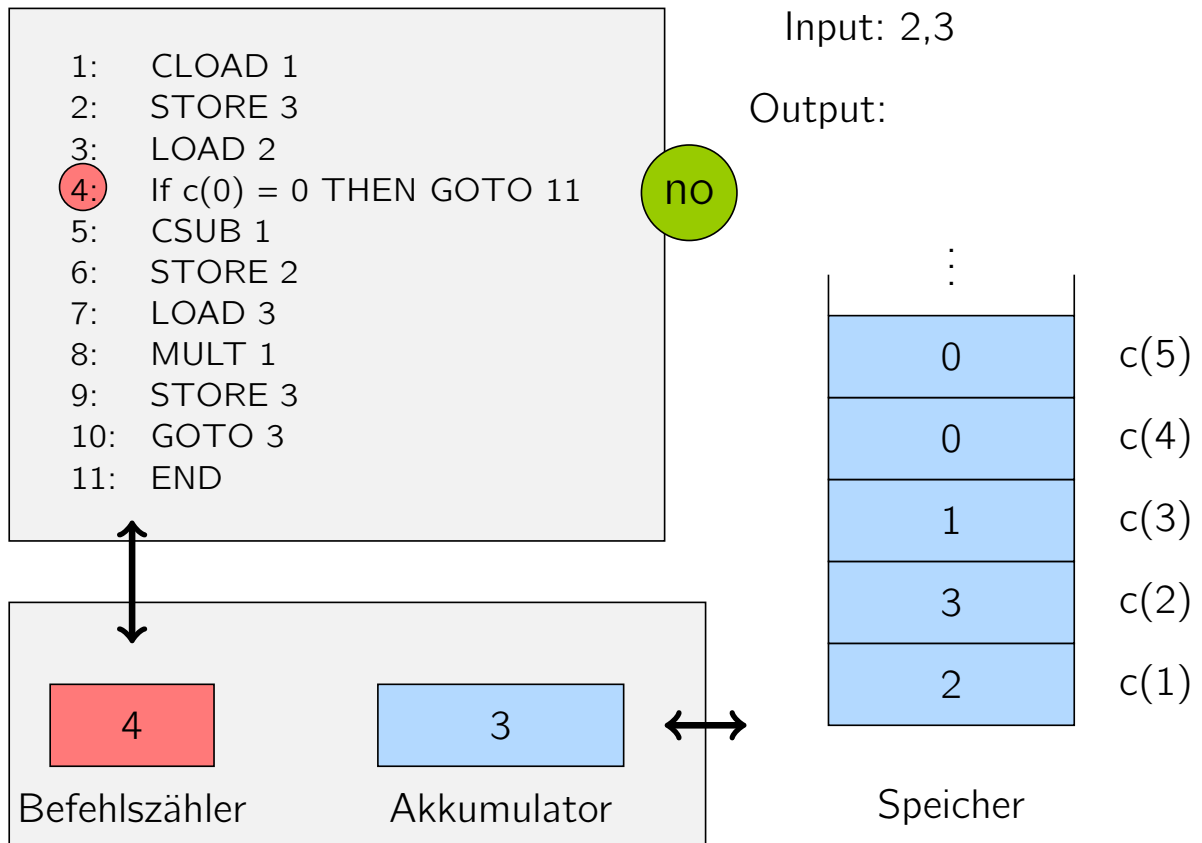 1: CLOAD 1
2: STORE 3
3: LOAD 2
4: If c(0) = 0 THEN GOTO 11
5: CSUB 1
6: STORE 2
7: LOAD 3
8: MULT 1
9: STORE 3
10: GOTO 3
11: END
no
Input: 2,3
Output:
⋮
0 c(5)
0 c(4)
1 c(3)
3 c(2)
2 c(1)
Speicher
4
Befehlszähler
3
Akkumulator